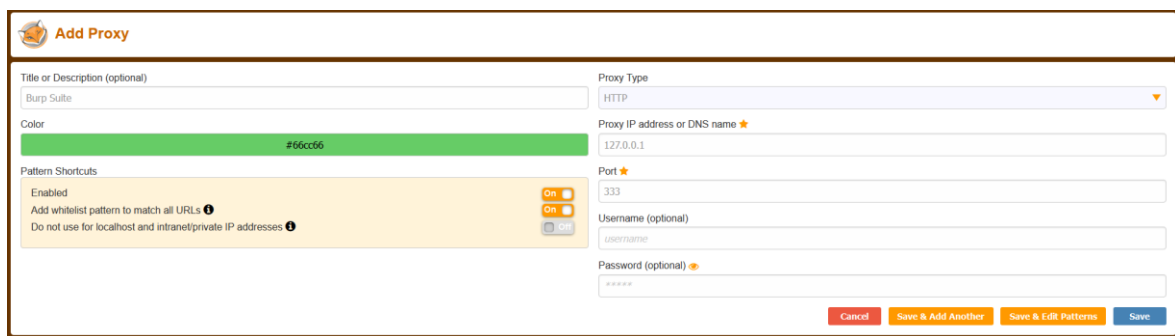 Add Proxy
Title or Description (optional)
Burp Suite
Color
#66cc66
Pattern Shortcuts
Enabled
On
Add whitelist pattern to match all URLs
On
Do not use for localhost and intranet/private IP addresses
Off
Proxy Type
HTTP
Proxy IP address or DNS name
127.0.0.1
Port
333
Username (optional)
username
Password (optional)
*****
Cancel
Save & Add Another
Save & Edit Patterns
Save